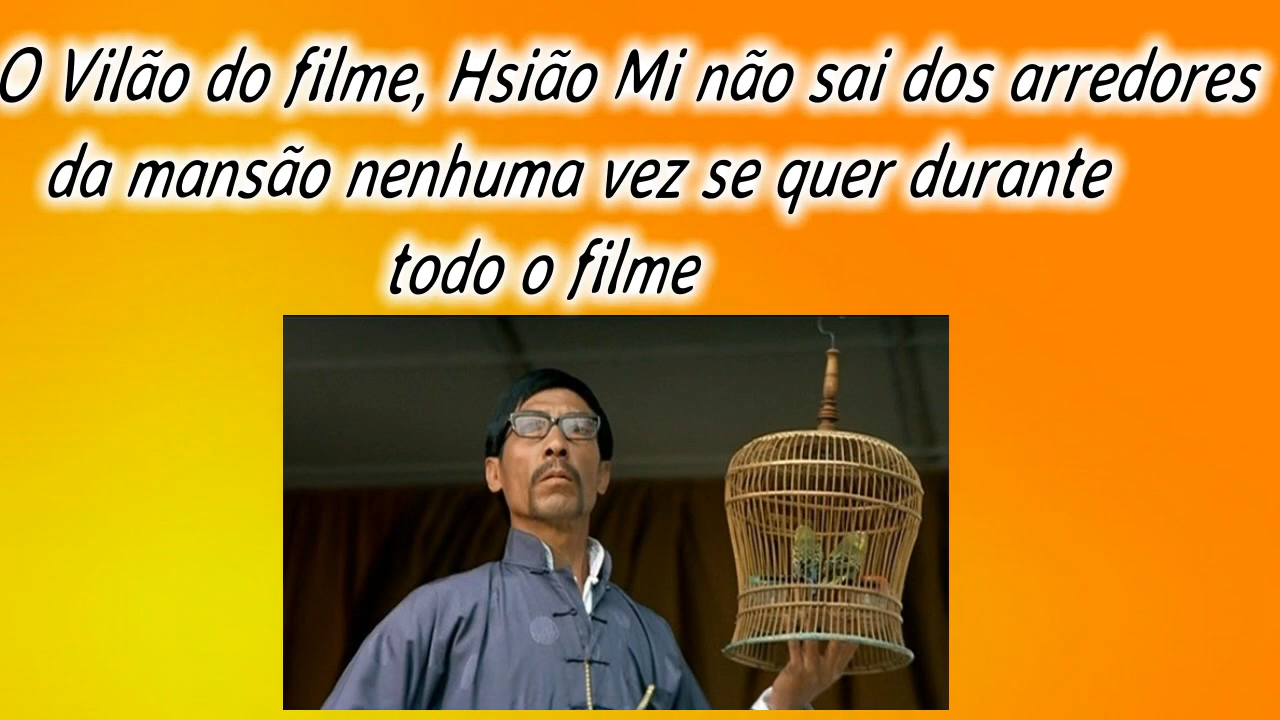 O Vilão do filme, Hsião Mi não sai dos arredores
da mansão nenhuma vez se quer durante
todo o filme